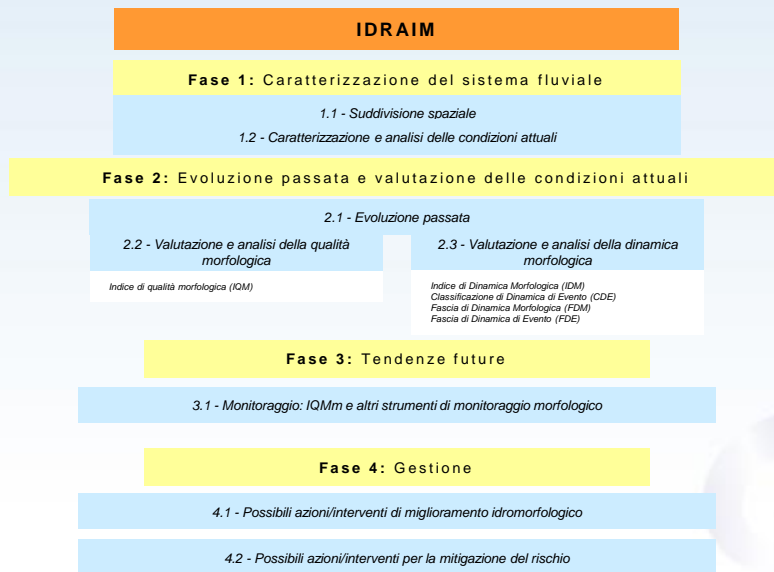 IDRAIM
Fase 1: Caratterizzazione del sistema fluviale
1.1 - Suddivisione spaziale
1.2 - Caratterizzazione e analisi delle condizioni attuali
Fase 2: Evoluzione passata e valutazione delle condizioni attuali
2.1 - Evoluzione passata
2.2 - Valutazione e analisi della qualità
morfologica
Indice di qualità morfologica (IQM)
2.3 - Valutazione e analisi della dinamica
morfologica
Indice di Dinamica Morfologica (IDM)
Classificazione di Dinamica di Evento (CDE)
Fascia di Dinamica Morfologica (FDM)
Fascia di Dinamica di Evento (FDE)
Fase 3: Tendenze future
3.1 - Monitoraggio: IQMm e altri strumenti di monitoraggio morfologico
Fase 4: Gestione
4.1 - Possibili azioni/interventi di miglioramento idromorfologico
4.2 - Possibili azioni/interventi per la mitigazione del rischio